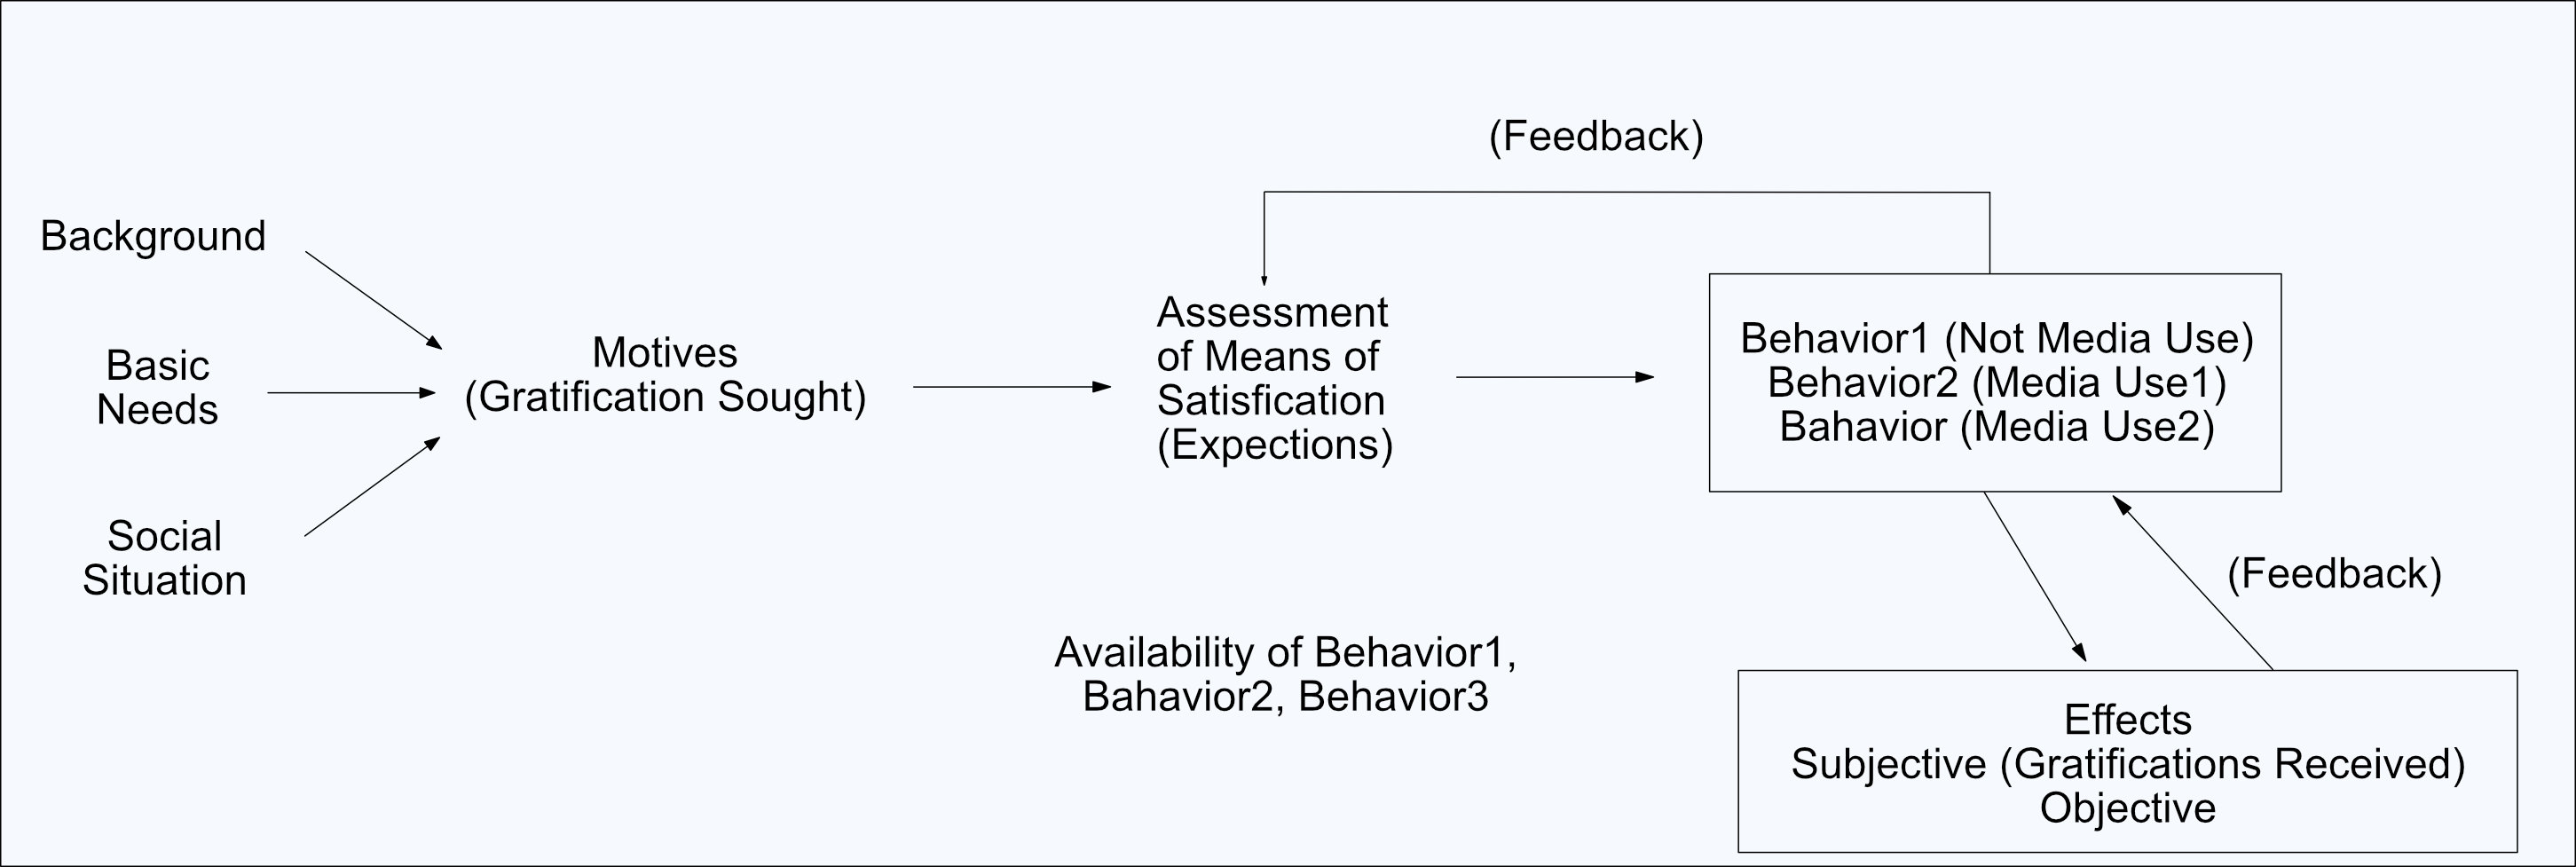 (Feedback)
Background
Basic
Needs
Social
Situation
Motives
(Gratification Sought)
Assessment
of Means of
Satisfication
(Expections)
Behavior1 (Not Media Use)
Behavior2 (Media Use1)
Bahavior (Media Use2)
(Feedback)
Availability of Behavior1,
Bahavior2, Behavior3
Effects
Subjective (Gratifications Received)
Objective